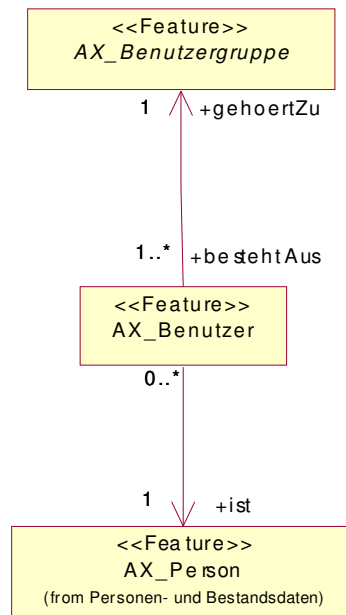 <<Feature>>
AX_Benutzergruppe
1 +gehoertZu
1..* +bestehtAus
<<Feature>>
AX_Benutzer
0..*
1 +ist
<<Feature>>
AX_Person
(from Personen- und Bestandsdaten)